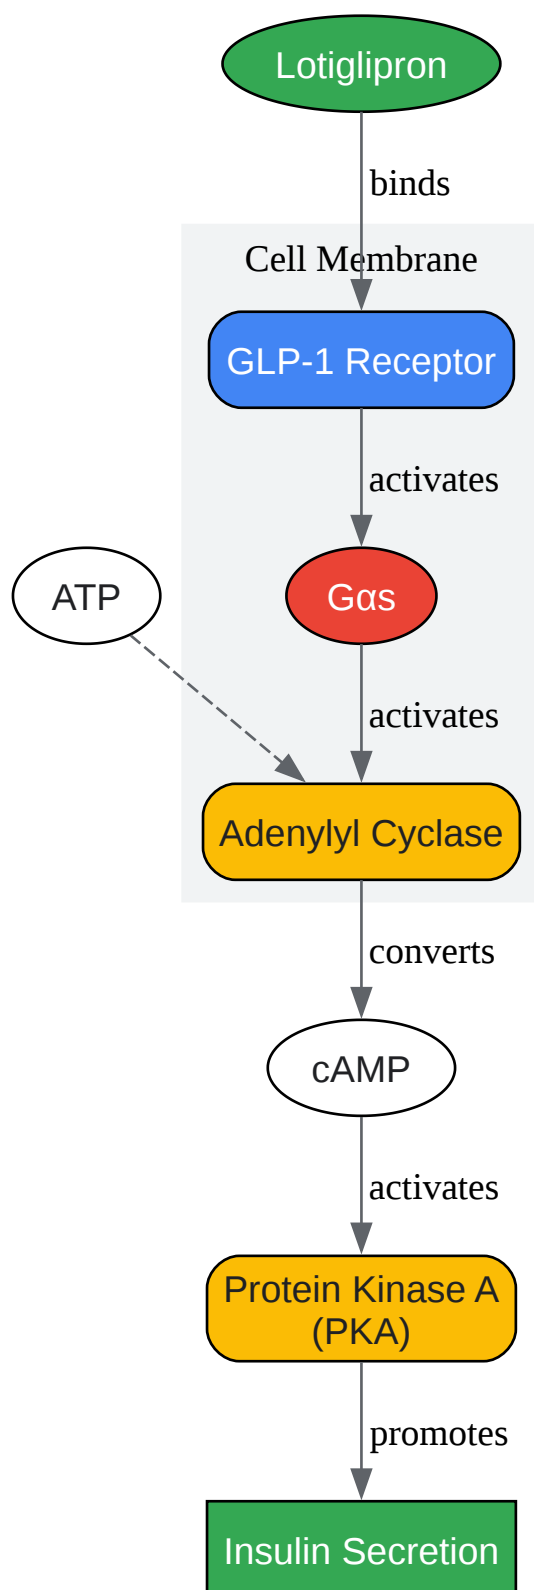 Lotiglipron
binds
Cell Membrane
GLP-1 Receptor
activates
ATP
Gαs
activates
Adenylyl Cyclase
converts
cAMP
activates
Protein Kinase A
(PKA)
promotes
Insulin Secretion